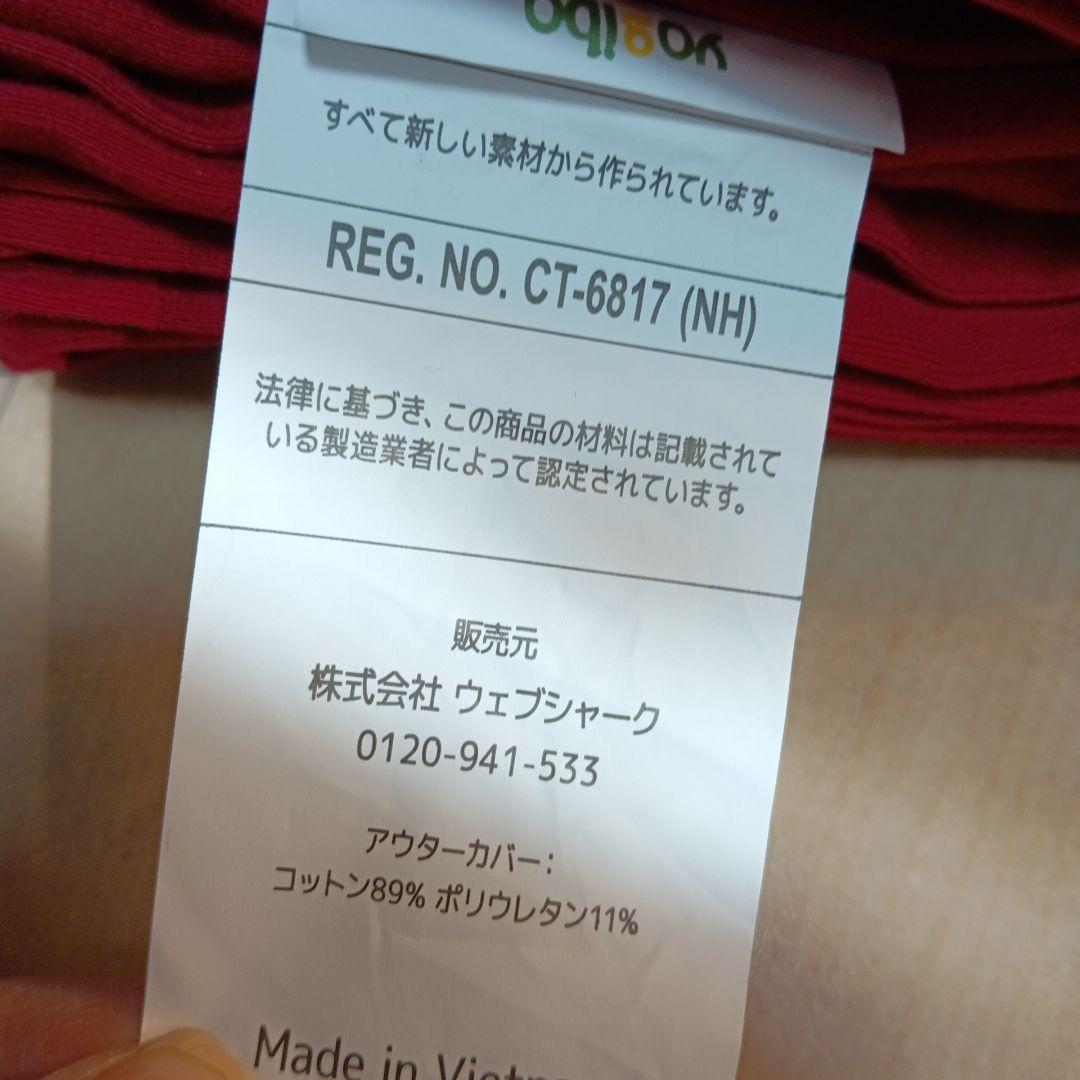 yogibo
すべて新しい素材から作られています。
REG. NO. CT-6817 (NH)
法律に基づき、この商品の材料は記載されて
いる製造業者によって認定されています。
販売元
株式会社 ウェブシャーク
0120-941-533
アウターカバー：
コットン89% ポリウレタン11%
Made in